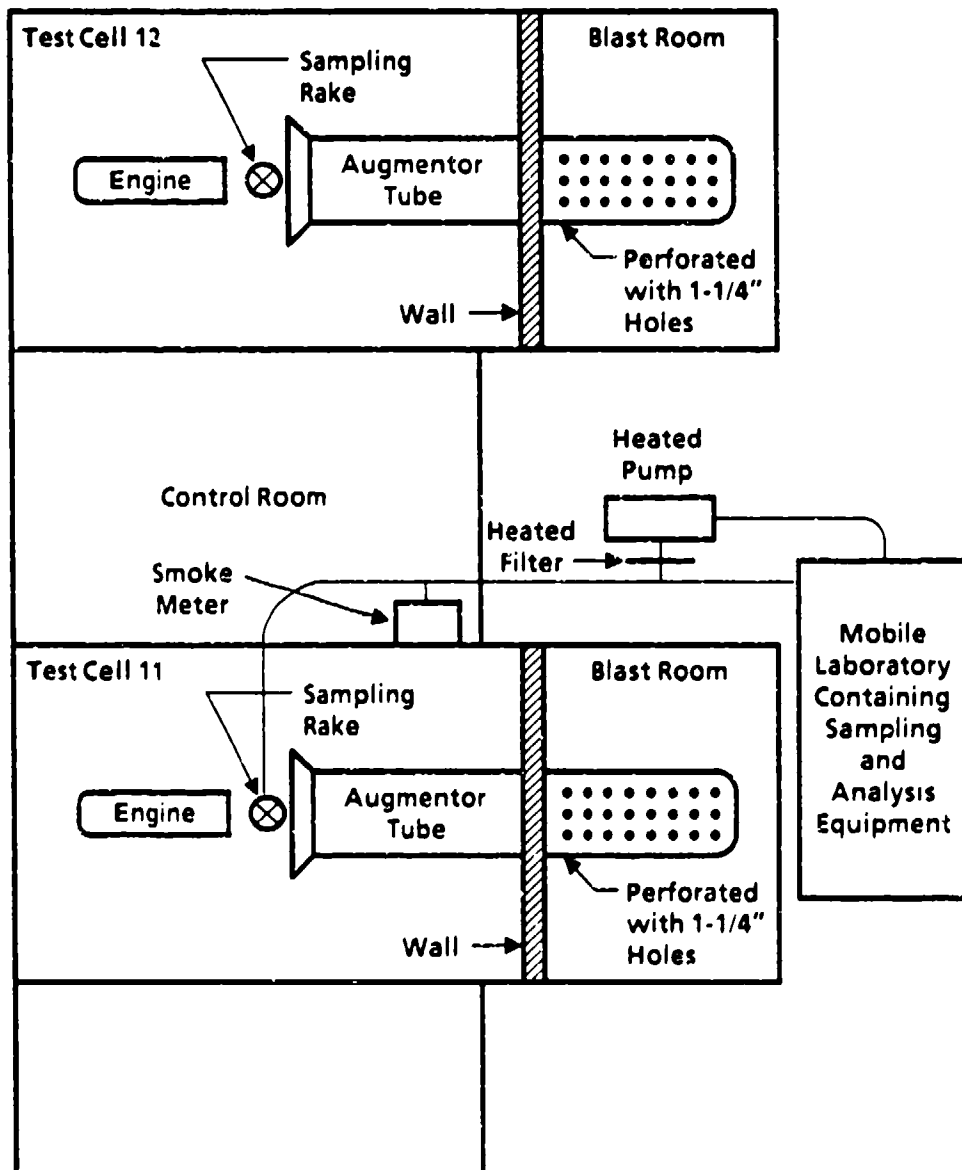 Test Cell 12
Blast Room
Sampling
Rake
Engine
Augmentor
Tube
Perforated
with 1-1/4"
Holes
Wall
Control Room
Heated
Pump
Heated
Filter
Smoke
Meter
Test Cell 11
Blast Room
Sampling
Rake
Engine
Augmentor
Tube
Perforated
with 1-1/4"
Holes
Wall
Mobile
Laboratory
Containing
Sampling
and
Analysis
Equipment